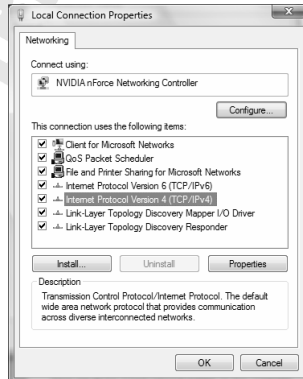 Local Connection Properties
Networking
Connect using:
NVIDIA nForce Networking Controller
Configure...
This connection uses the following items:
Client for Microsoft Networks
QoS Packet Scheduler
File and Printer Sharing for Microsoft Networks
Internet Protocol Version 6 (TCP/IPv6)
Internet Protocol Version 4 (TCP/IPv4)
Link-Layer Topology Discovery Mapper I/O Driver
Link-Layer Topology Discovery Responder
Install... Uninstall Properties
Description
Transmission Control Protocol/Internet Protocol. The default
wide area network protocol that provides communication
across diverse interconnected networks.
OK Cancel